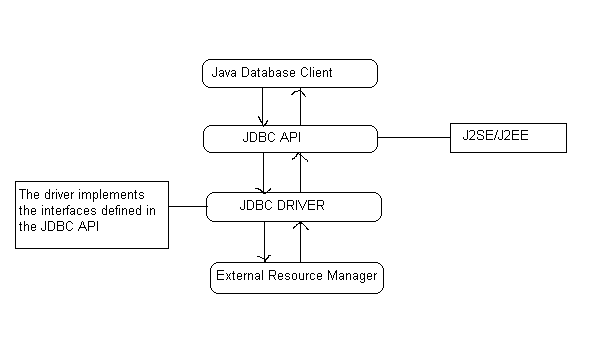 Java Database Client
JDBC API
J2SE/J2EE
The driver implements
the interfaces defined in
the JDBC API
JDBC DRIVER
External Resource Manager